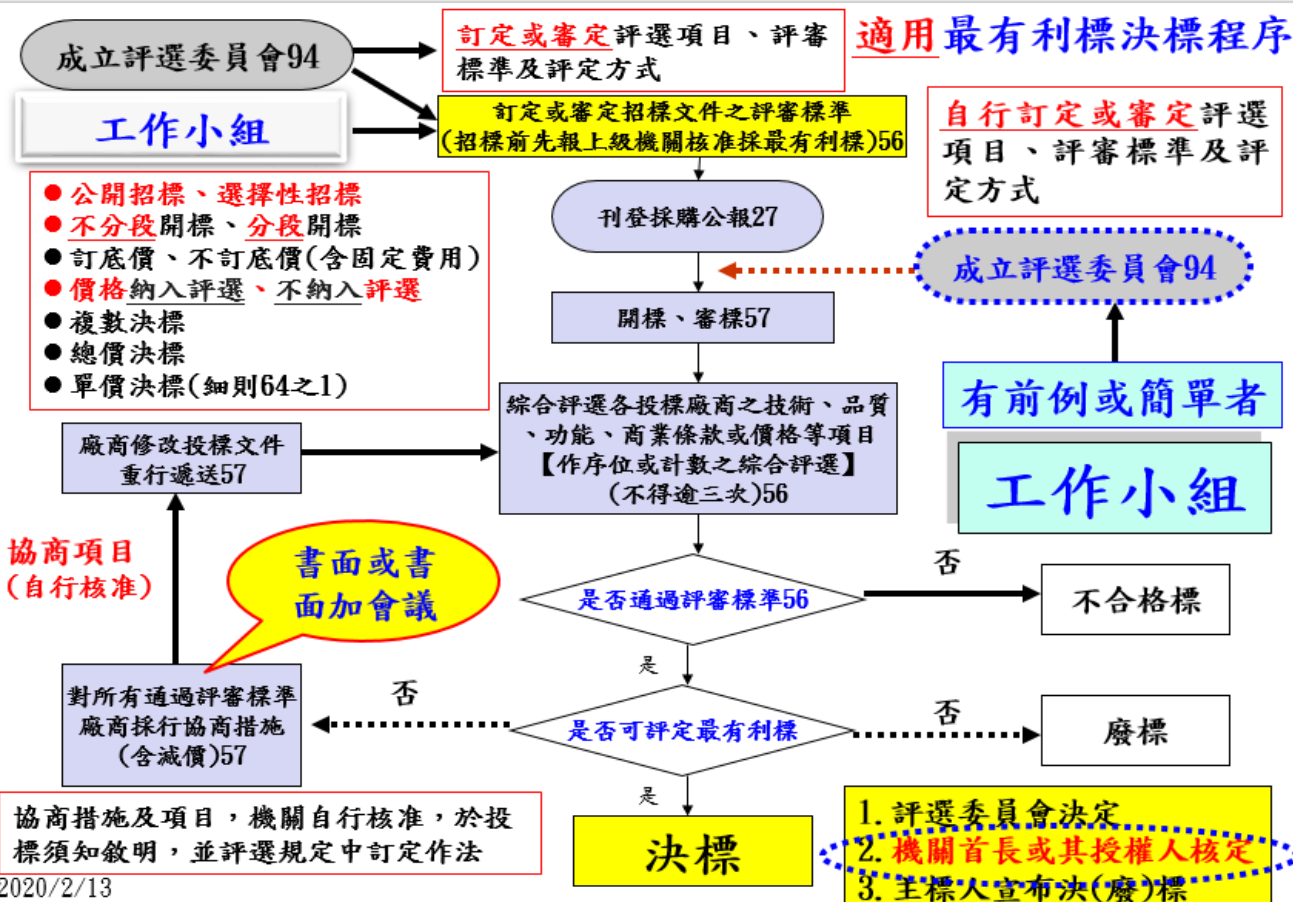 適用最有利標決標程序
成立評選委員會94
訂定或審定評選項目、評審
標準及評定方式
工作小組
訂定或審定招標文件之評審標準
(招標前先報上級機關核准採最有利標)56
自行訂定或審定評選
項目、評審標準及評
定方式
●公開招標、選擇性招標
●不分段開標、分段開標
●訂底價、不訂底價(含固定費用)
●價格納入評選、不納入評選
●複數決標
●總價決標
●單價決標(細則64之1)
刊登採購公報27
成立評選委員會94
開標、審標57
有前例或簡單者
工作小組
綜合評選各投標廠商之技術、品質
、功能、商業條款或價格等項目
【作序位或計數之綜合評選】
(不得逾三次)56
廠商修改投標文件
重行遞送57
協商項目
(自行核准)
書面或書
面加會議
是否通過評審標準56
否
不合格標
是
對所有通過評審標準
廠商採行協商措施
(含減價)57
否
是否可評定最有利標
否
廢標
是
決標
協商措施及項目，機關自行核准，於投
標須知敘明，並評選規定中訂定作法
1. 評選委員會決定
2. 機關首長或其授權人核定
3. 主標人宣布決(廢)標
2020/2/13